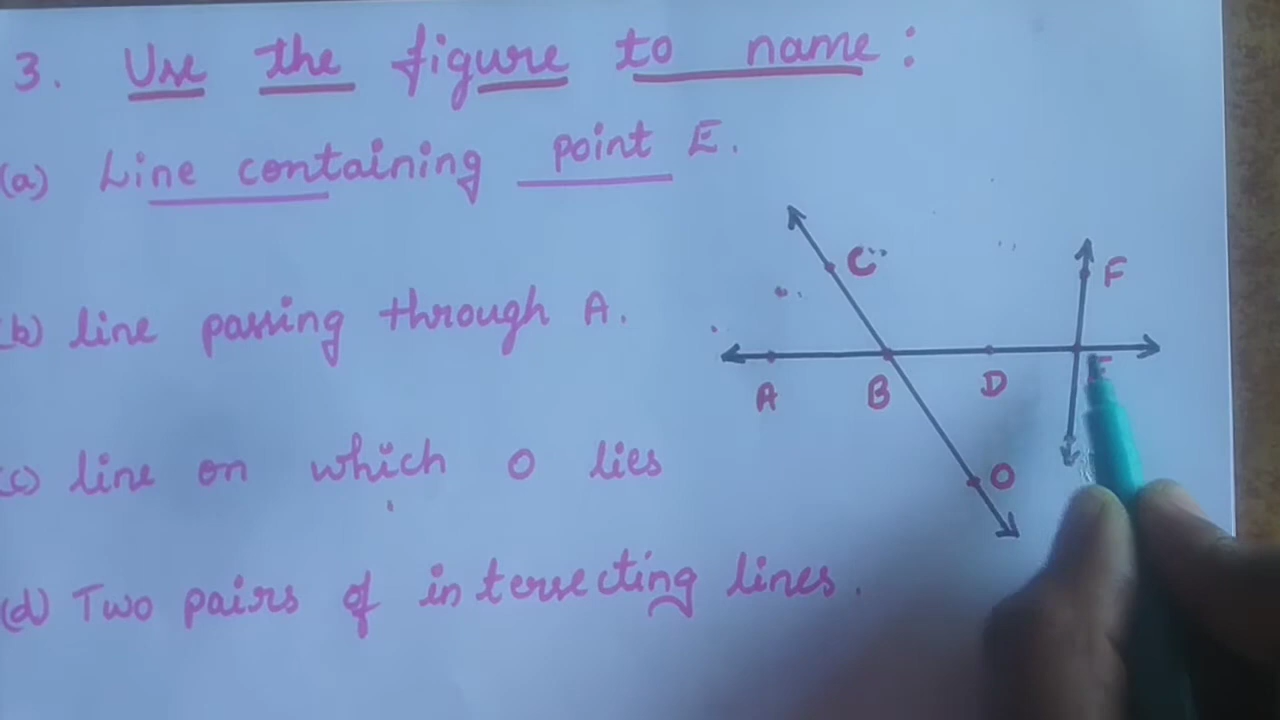 3. Use the figure to name:
(a) Line containing point E.
(b) line passing through A.
(c) line on which O lies
(d) Two pairs of intersecting lines.
C
F
A
B
D
O